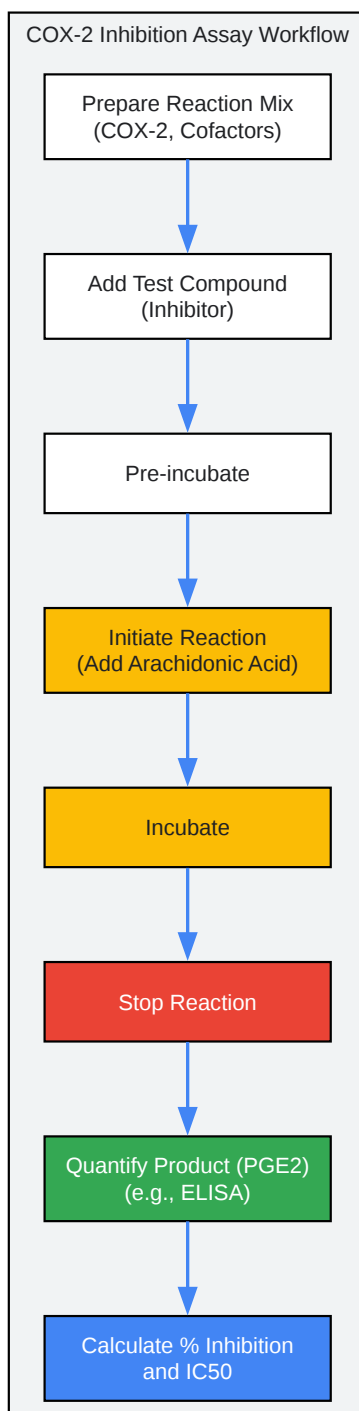 COX-2 Inhibition Assay Workflow
Prepare Reaction Mix
(COX-2, Cofactors)
Add Test Compound
(Inhibitor)
Pre-incubate
Initiate Reaction
(Add Arachidonic Acid)
Incubate
Stop Reaction
Quantify Product (PGE2)
(e.g., ELISA)
Calculate % Inhibition
and IC50